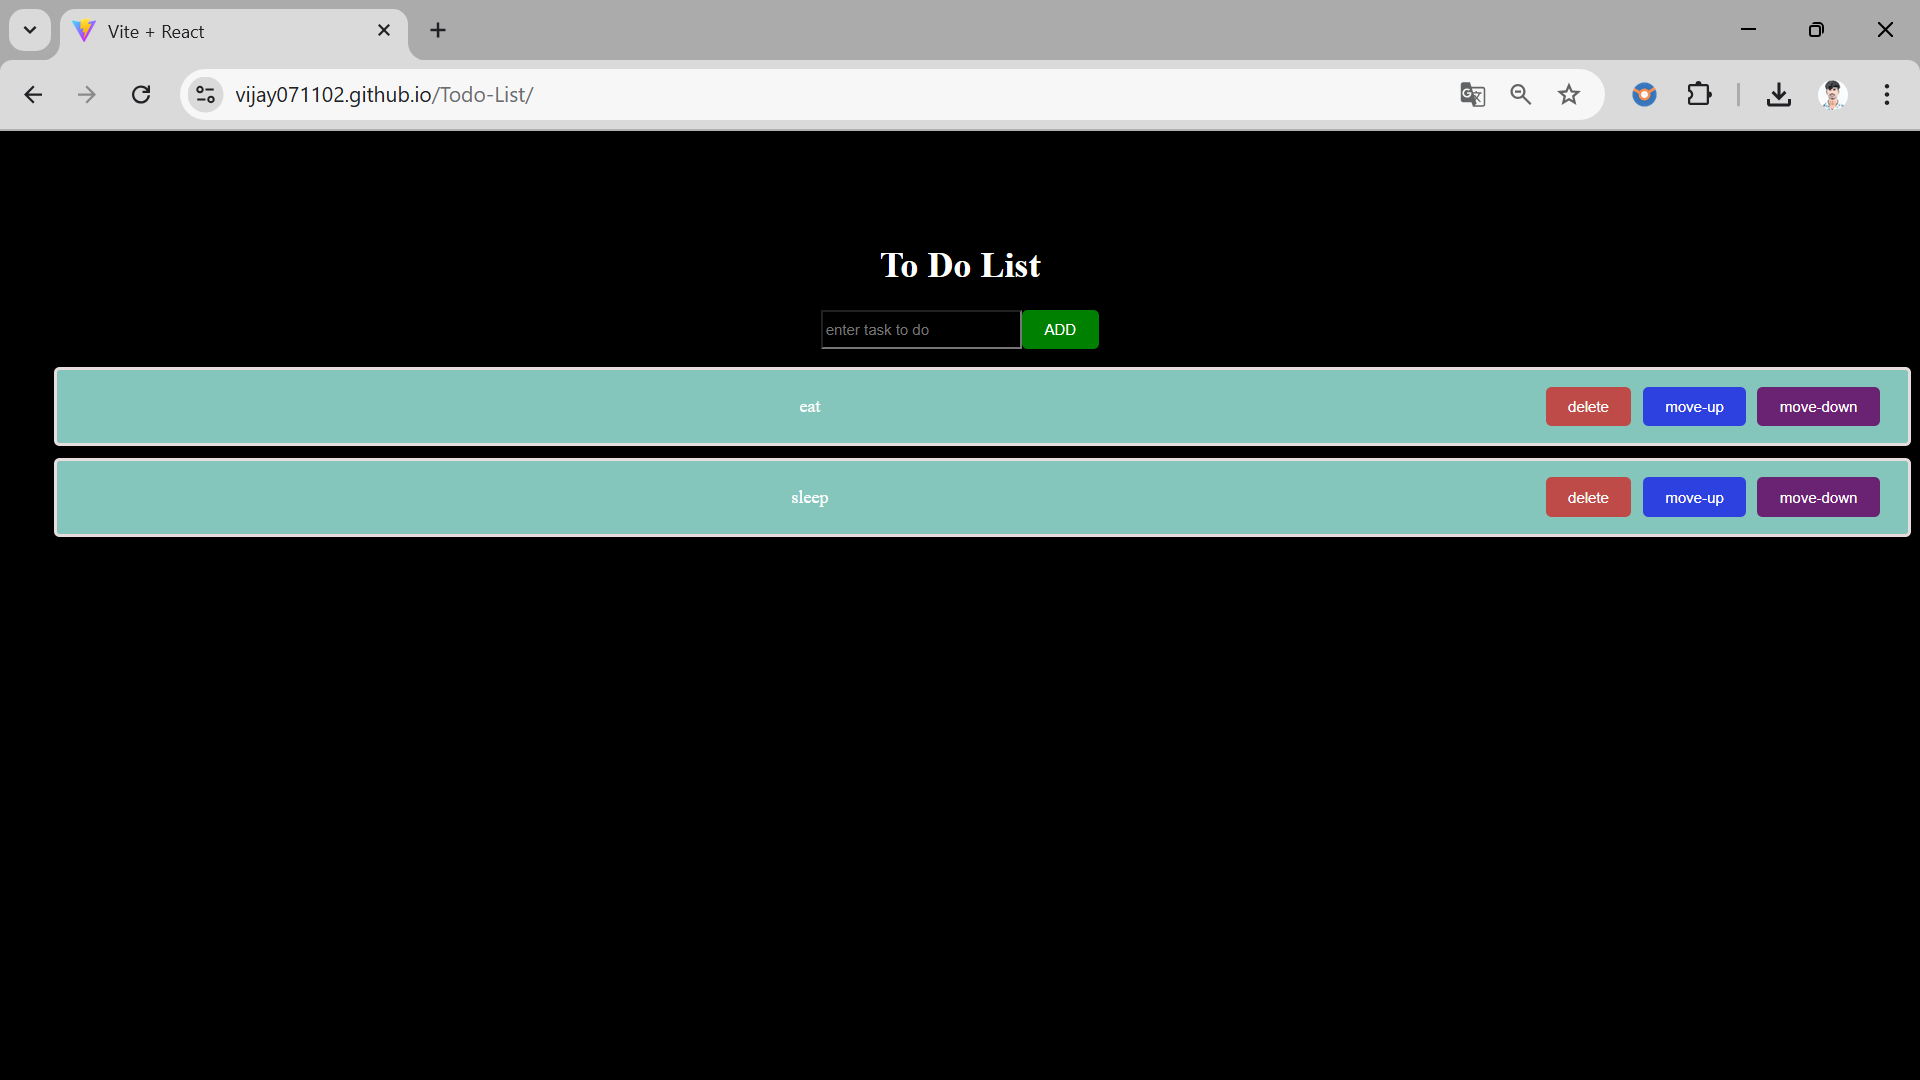 Vite + React
vijay071102.github.io/Todo-List/
To Do List
enter task to do ADD
eat delete move-up move-down
sleep delete move-up move-down